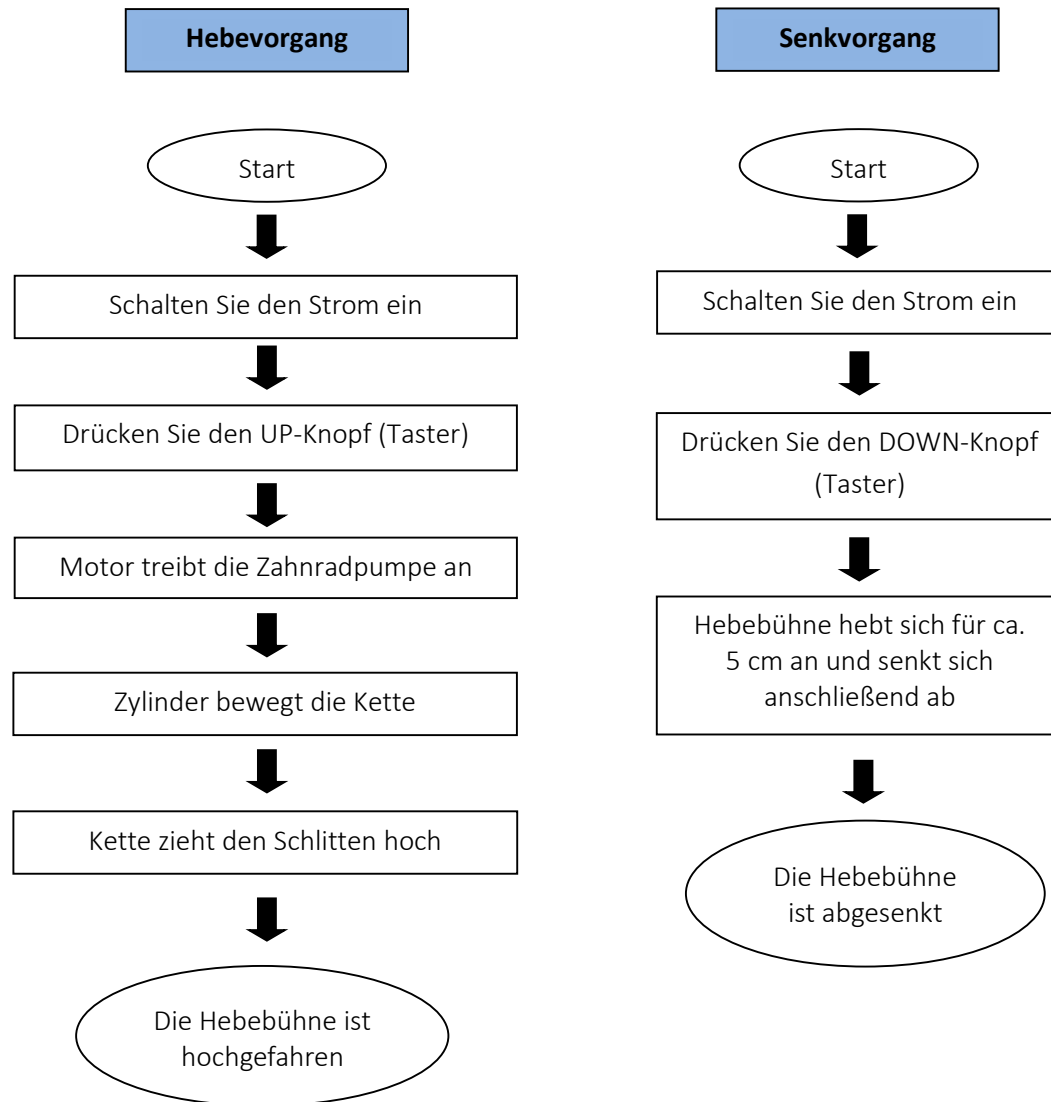 Hebevorgang
Start
Schalten Sie den Strom ein
Drücken Sie den UP-Knopf (Taster)
Motor treibt die Zahnradpumpe an
Zylinder bewegt die Kette
Kette zieht den Schlitten hoch
Die Hebebühne ist
hochgefahren
Senkvorgang
Start
Schalten Sie den Strom ein
Drücken Sie den DOWN-Knopf
(Taster)
Hebebühne hebt sich für ca.
5 cm an und senkt sich
anschließend ab
Die Hebebühne
ist abgesenkt